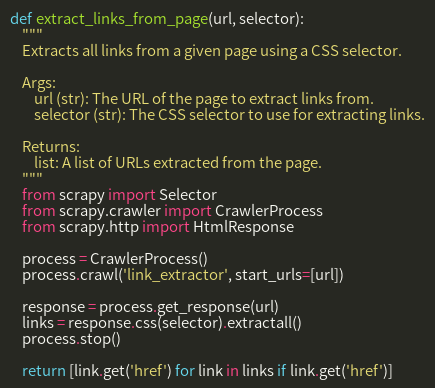 def extract_links_from_page(url, selector):
    """
    Extracts all links from a given page using a CSS selector.

    Args:
        url (str): The URL of the page to extract links from.
        selector (str): The CSS selector to use for extracting links.

    Returns:
        list: A list of URLs extracted from the page.
    """
    from scrapy import Selector
    from scrapy.crawler import CrawlerProcess
    from scrapy.http import HtmlResponse

    process = CrawlerProcess()
    process.crawl('link_extractor', start_urls=[url])

    response = process.get_response(url)
    links = response.css(selector).extractall()
    process.stop()

    return [link.get('href') for link in links if link.get('href')]